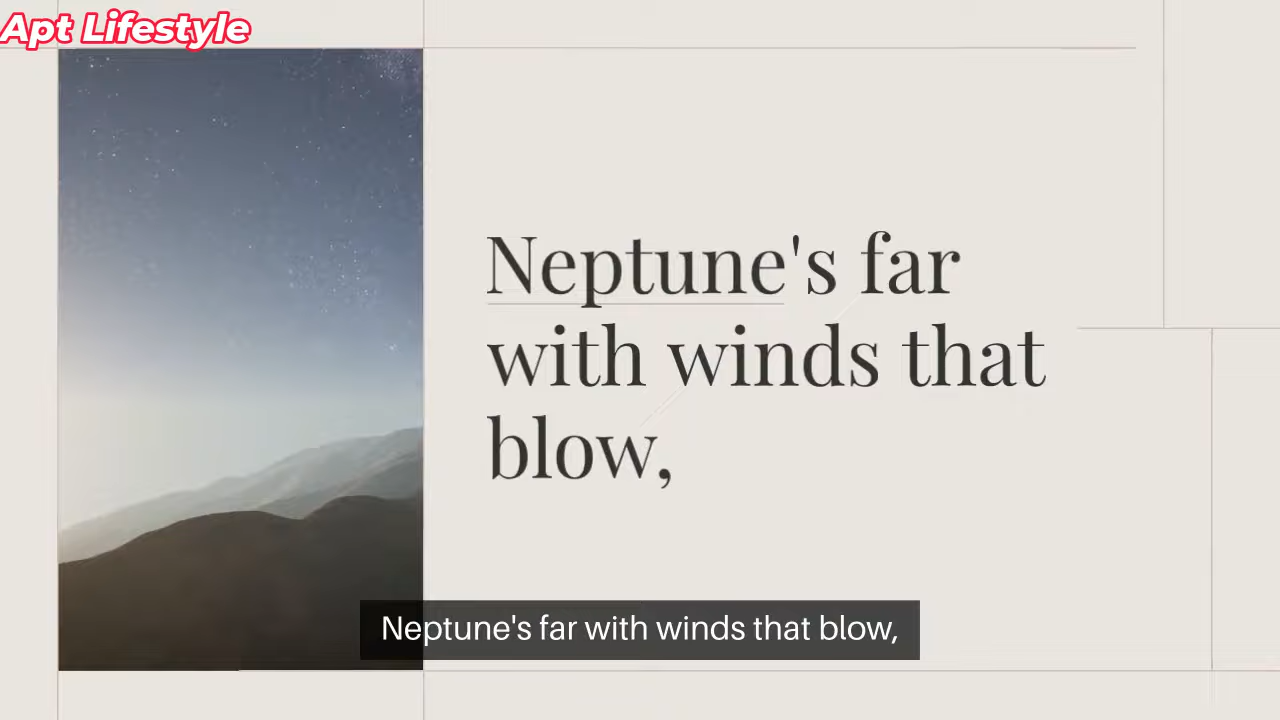 Apt Lifestyle
Neptune's far
with winds that
blow,
Neptune's far with winds that blow,